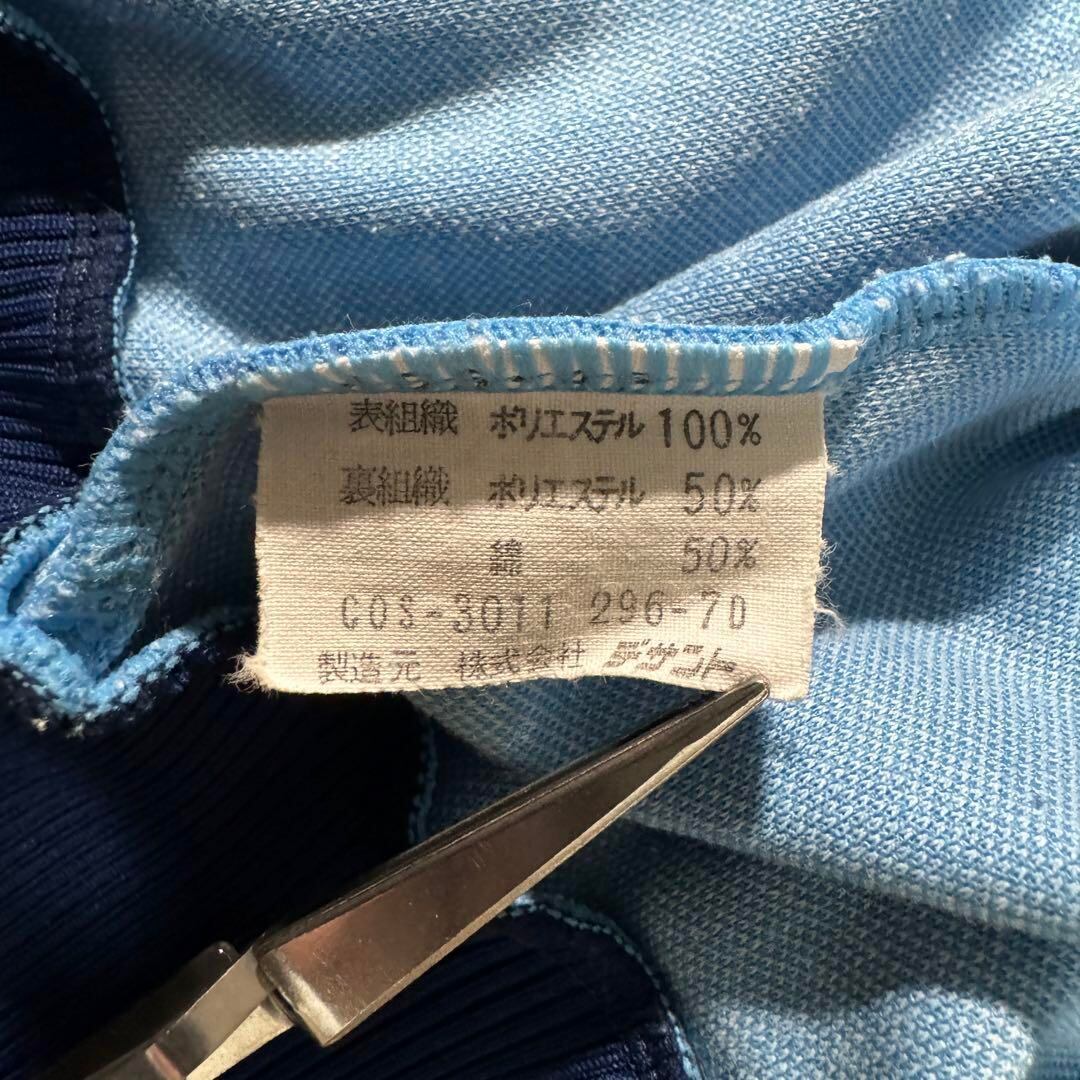 表組織 ポリエステル 100%
裏組織 ポリエステル 50%
綿 50%
COS-3011 296-7D
製造元 株式会社 デサント